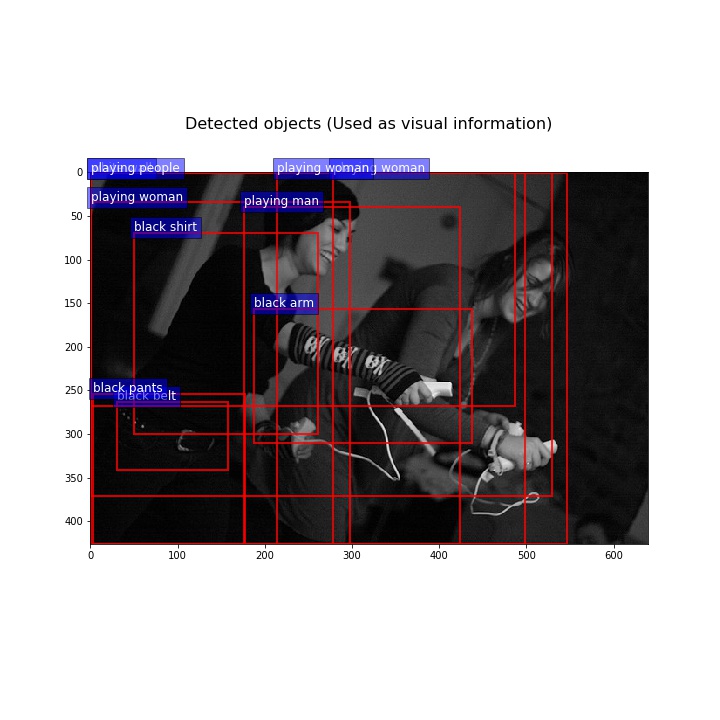 Detected objects (Used as visual information)
playing people
playing woman
woman
playing woman
playing man
black shirt
black arm
black pants
black belt
0
50
100
150
200
250
300
350
400
0 100 200 300 400 500 600